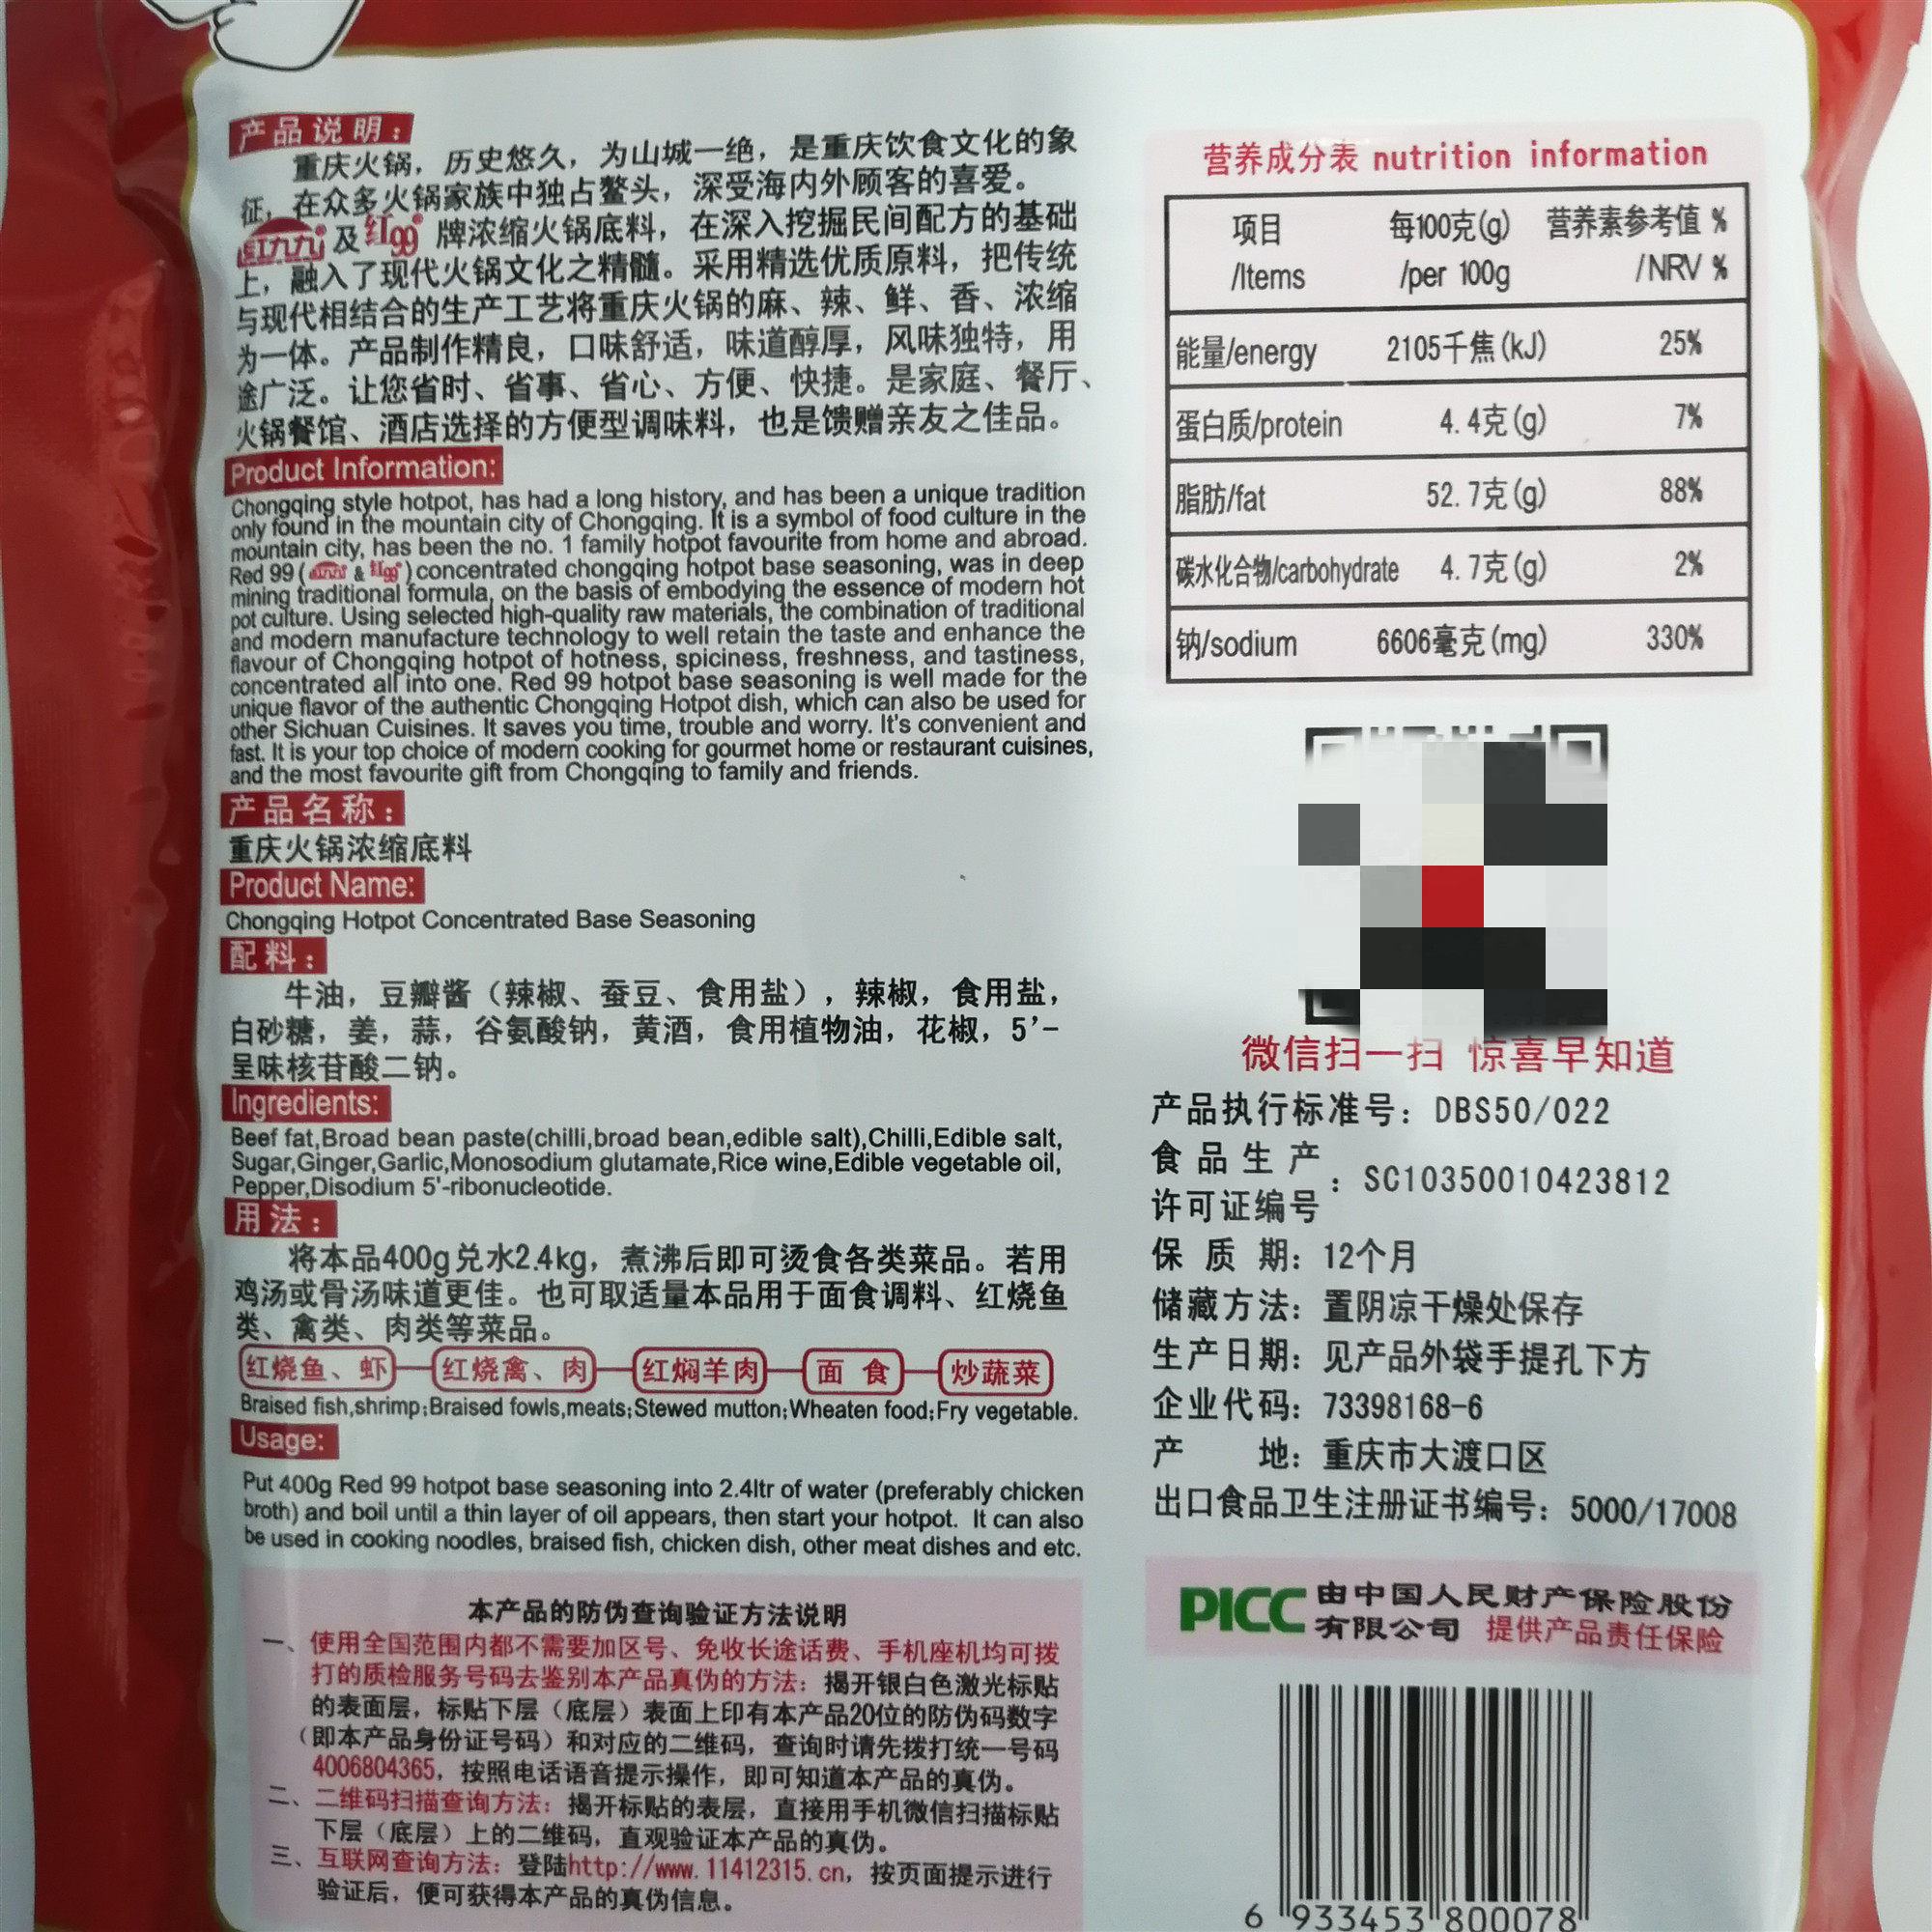 产品说明：
重庆火锅，历史悠久，为山城一绝，是重庆饮食文化的象
征，在众多火锅家族中独占鳌头，深受海内外顾客的喜爱。
红九九及红99牌浓缩火锅底料，在深入挖掘民间配方的基础
上，融入了现代火锅文化之精髓。采用精选优质原料，把传统
与现代相结合的生产工艺将重庆火锅的麻、辣、鲜、香、浓缩
为一体。产品制作精良，口味舒适，味道醇厚，风味独特，用
途广泛。让您省时、省事、省心、方便、快捷。是家庭、餐厅、
火锅餐馆、酒店选择的方便型调味料，也是馈赠亲友之佳品。
Product Information:
Chongqing style hotpot, has had a long history, and has been a unique tradition
only found in the mountain city of Chongqing. It is a symbol of food culture in the
mountain city, has been the no. 1 family hotpot favourite from home and abroad.
Red 99 (红九九 & 红99) concentrated chongqing hotpot base seasoning, was in deep
mining traditional formula, on the basis of embodying the essence of modern hot
pot culture. Using selected high-quality raw materials, the combination of traditional
and modern manufacture technology to well retain the taste and enhance the
flavour of Chongqing hotpot of hotness, spiciness, freshness, and tastiness,
concentrated all into one. Red 99 hotpot base seasoning is well made for the
unique flavor of the authentic Chongqing Hotpot dish, which can also be used for
other Sichuan Cuisines. It saves you time, trouble and worry. It's convenient and
fast. It is your top choice of modern cooking for gourmet home or restaurant cuisines,
and the most favourite gift from Chongqing to family and friends.
产品名称：
重庆火锅浓缩底料
Product Name:
Chongqing Hotpot Concentrated Base Seasoning
配料：
牛油，豆瓣酱（辣椒、蚕豆、食用盐），辣椒，食用盐，
白砂糖，姜，蒜，谷氨酸钠，黄酒，食用植物油，花椒，5'-
呈味核苷酸二钠。
Ingredients:
Beef fat,Broad bean paste(chilli,broad bean,edible salt),Chilli,Edible salt,
Sugar,Ginger,Garlic,Monosodium glutamate,Rice wine,Edible vegetable oil,
Pepper,Disodium 5'-ribonucleotide.
用法：
将本品400g兑水2.4kg，煮沸后即可烫食各类菜品。若用
鸡汤或骨汤味道更佳。也可取适量本品用于面食调料、红烧鱼
类、禽类、肉类等菜品。
红烧鱼、虾 红烧禽、肉 红焖羊肉 面 食 炒蔬菜
Braised fish,shrimp;Braised fowls,meats;Stewed mutton;Wheaten food;Fry vegetable.
Usage:
Put 400g Red 99 hotpot base seasoning into 2.4ltr of water (preferably chicken
broth) and boil until a thin layer of oil appears, then start your hotpot. It can also
be used in cooking noodles, braised fish, chicken dish, other meat dishes and etc.
本产品的防伪查询验证方法说明
一、使用全国范围内都不需要加区号、免收长途话费、手机座机均可拨
打的质检服务号码去鉴别本产品真伪的方法：揭开银白色激光标贴
的表面层，标贴下层（底层）表面上印有本产品20位的防伪码数字
（即本产品身份证号码）和对应的二维码，查询时请先拨打统一号码
4006804365，按照电话语音提示操作，即可知道本产品的真伪。
二、二维码扫描查询方法：揭开标贴的表层，直接用手机微信扫描标贴
下层（底层）上的二维码，直观验证本产品的真伪。
三、互联网查询方法：登陆http://www.11412315.cn，按页面提示进行
验证后，便可获得本产品的真伪信息。
营养成分表 nutrition information
项目 每100克(g) 营养素参考值 %
/Items /per 100g /NRV %
能量/energy 2105千焦(kJ) 25%
蛋白质/protein 4.4克(g) 7%
脂肪/fat 52.7克(g) 88%
碳水化合物/carbohydrate 4.7克(g) 2%
钠/sodium 6606毫克(mg) 330%
微信扫一扫 惊喜早知道
产品执行标准号：DBS50/022
食品生产
许可证编号：SC10350010423812
保 质 期：12个月
储藏方法：置阴凉干燥处保存
生产日期：见产品外袋手提孔下方
企业代码：73398168-6
产 地：重庆市大渡口区
出口食品卫生注册证书编号：5000/17008
PICC 由中国人民财产保险股份
有限公司 提供产品责任保险
6 933453 800078